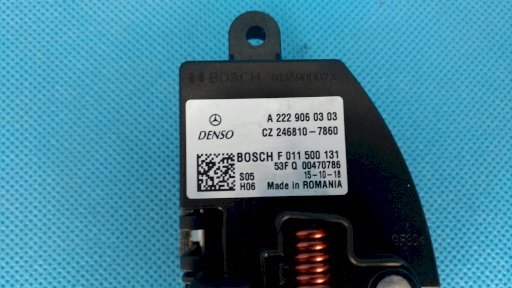 BOSCH 1035800023
A 222 906 03 03
DENSO
CZ 246810-7860
BOSCH F 011 500 131
53F Q 00470786
S05
15-10-18
H06
Made in ROMANIA